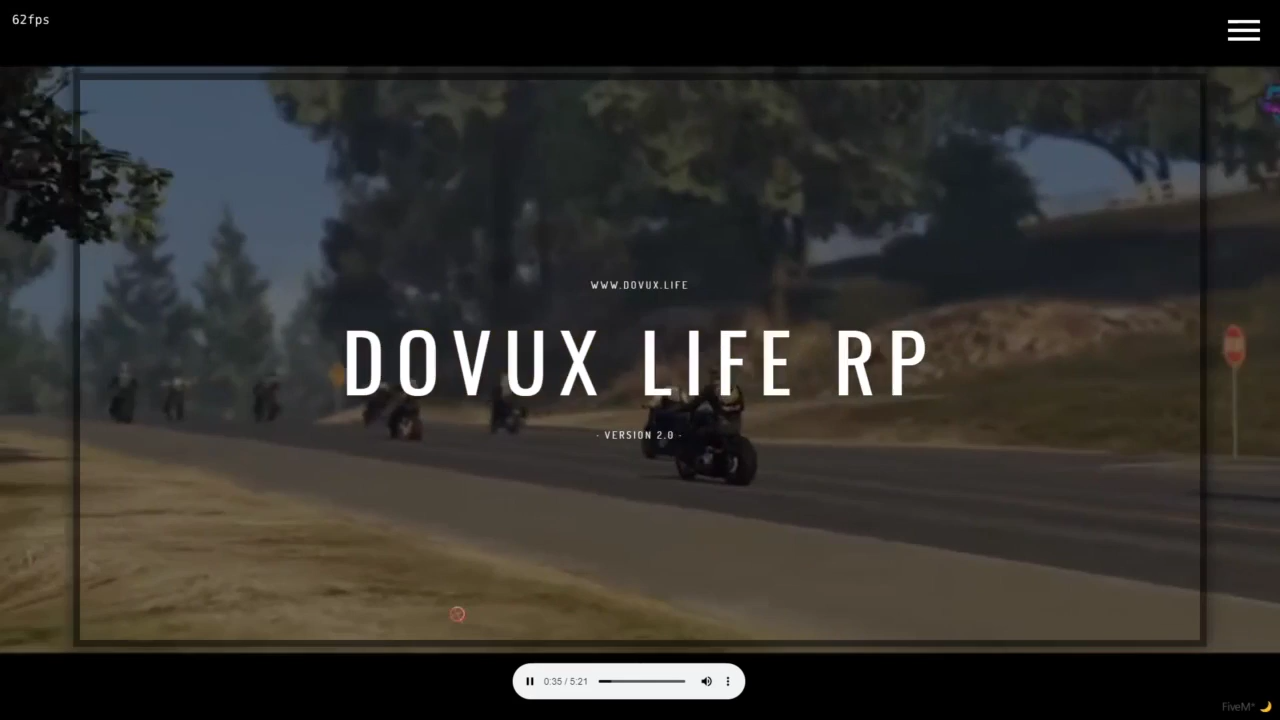 62fps
WWW.DOVUX.LIFE
DOVUX LIFE RP
- VERSION 2.0 -
0:35 / 5:21
FiveM*